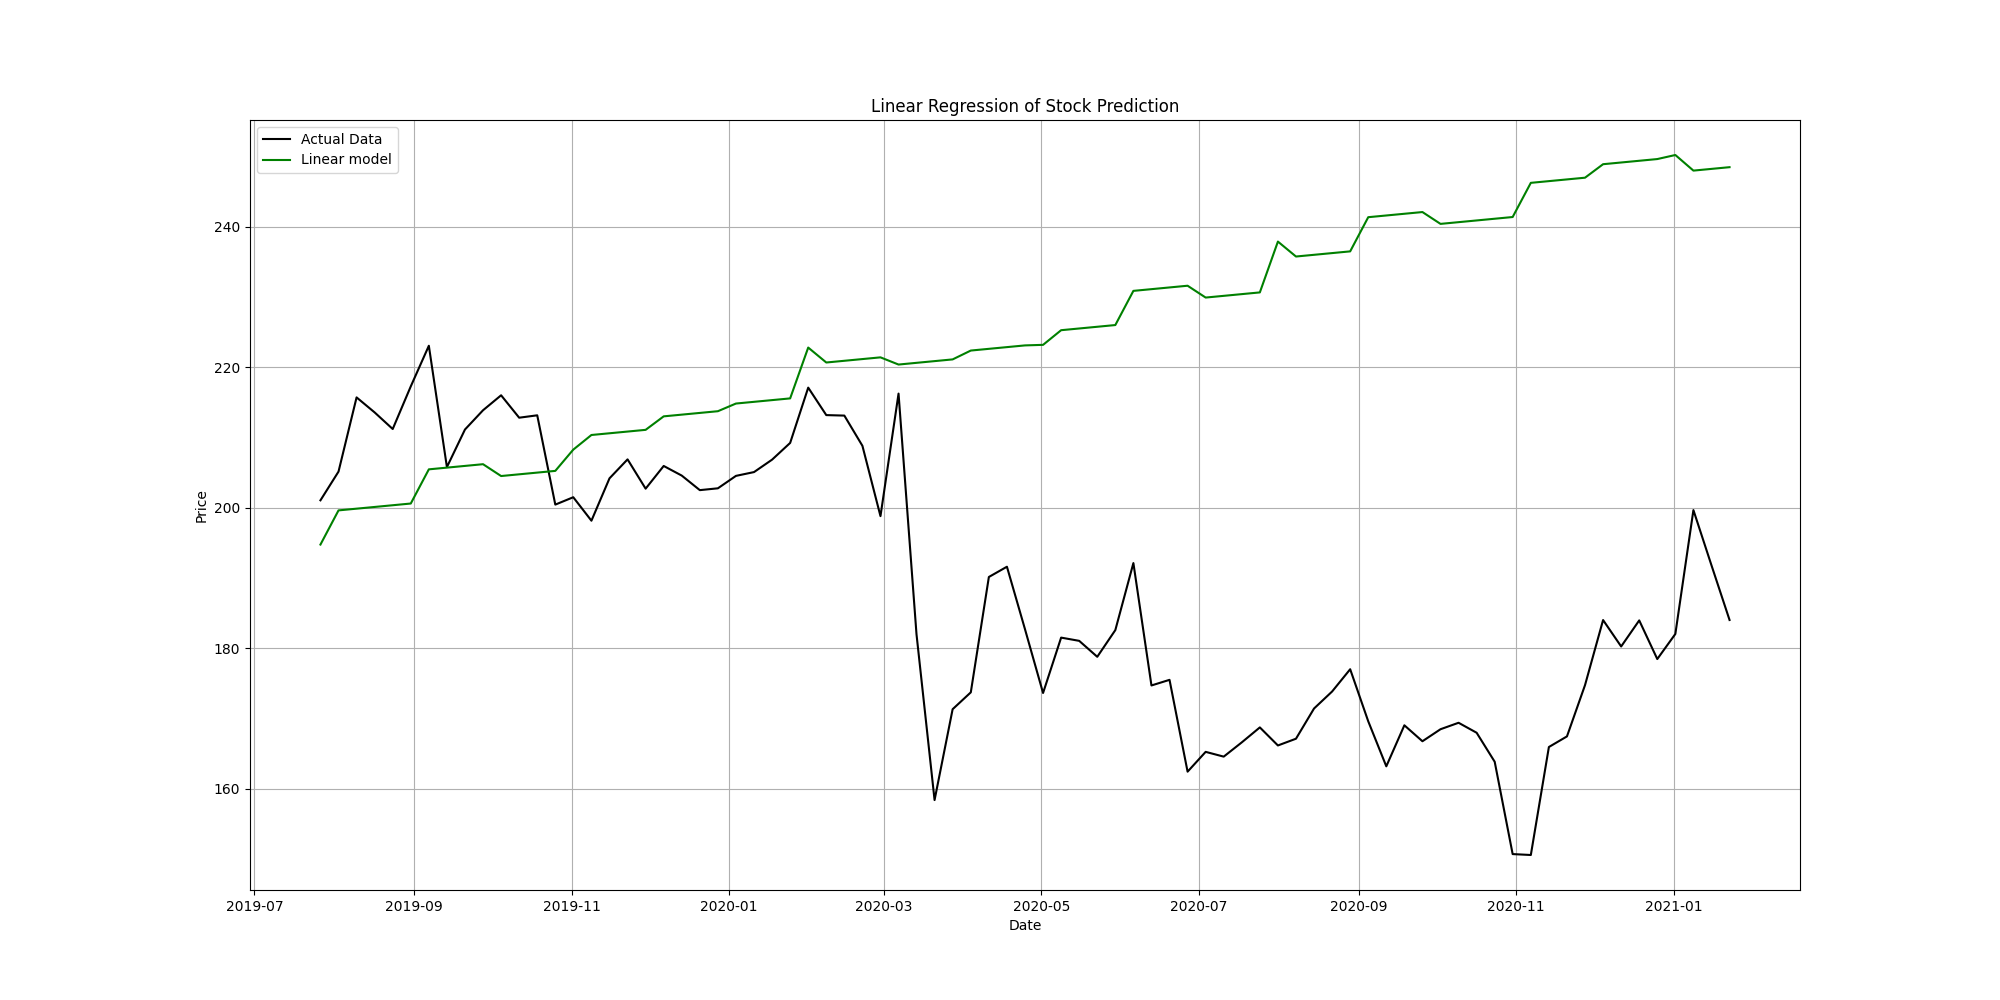 Linear Regression of Stock Prediction
Actual Data
Linear model
Price
240
220
200
180
160
2019-07 2019-09 2019-11 2020-01 2020-03 2020-05 2020-07 2020-09 2020-11 2021-01
Date